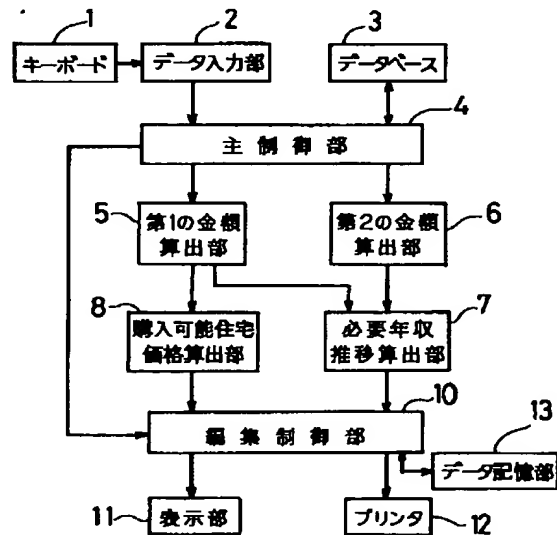 1
2
3
キーボード
データ入力部
データベース
4
主制御部
5
第1の金額
算出部
第2の金額
算出部
6
8
購入可能住宅
価格算出部
必要年収
推移算出部
7
10
編集制御部
13
データ記憶部
11
表示部
プリンタ
12